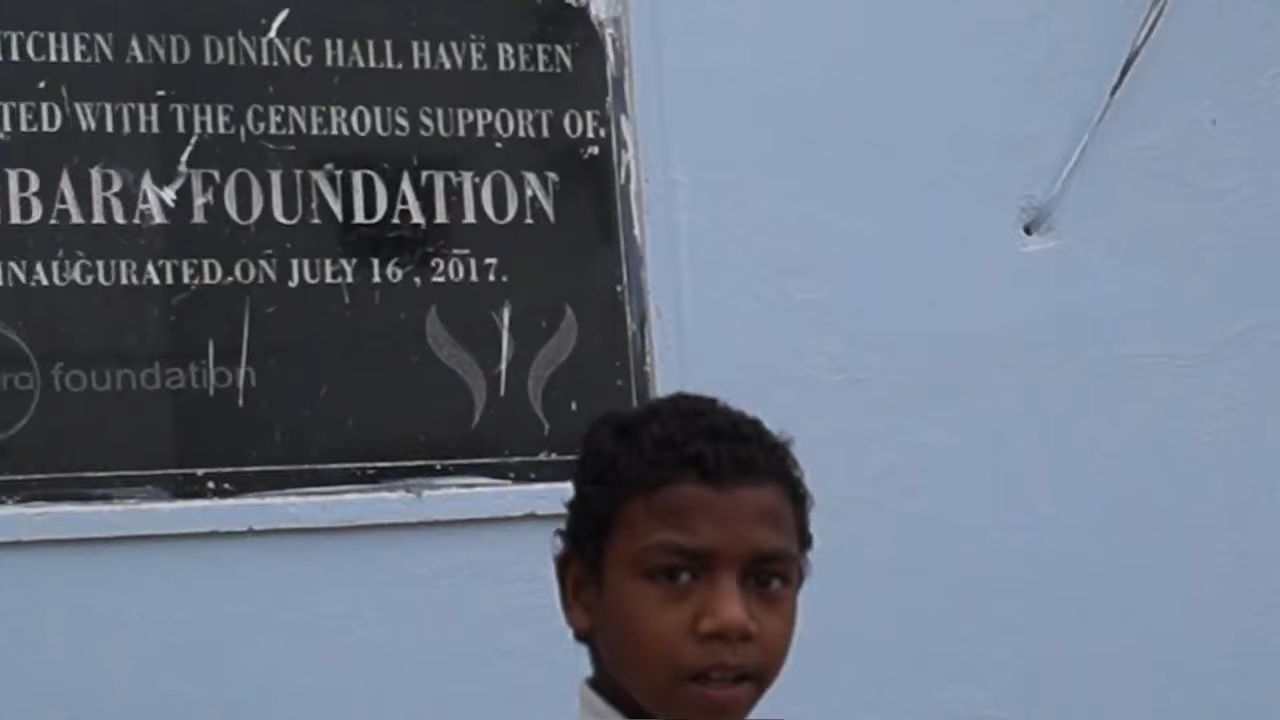 ITCHEN AND DINING HALL HAVE BEEN
TED WITH THE GENEROUS SUPPORT OF
BARA FOUNDATION
INAUGURATED ON JULY 16, 2017.
ra foundation